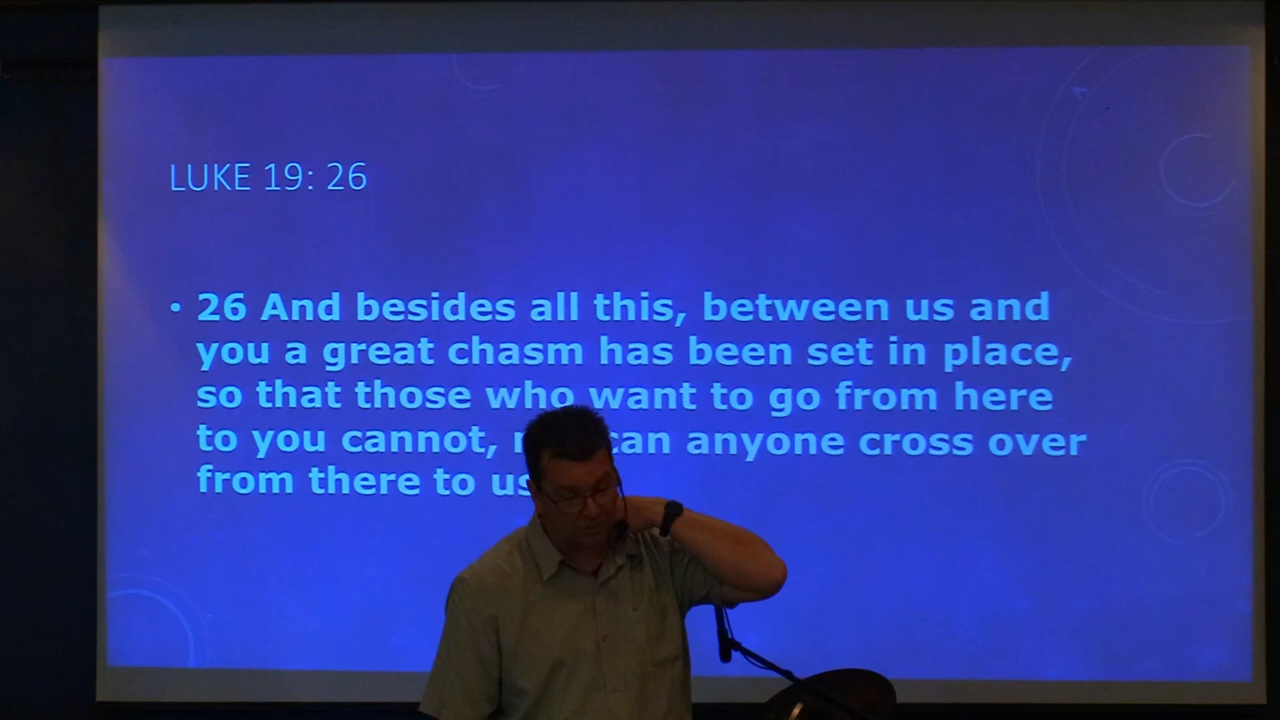 LUKE 19: 26
• 26 And besides all this, between us and
you a great chasm has been set in place,
so that those who want to go from here
to you cannot, can anyone cross over
from there to us